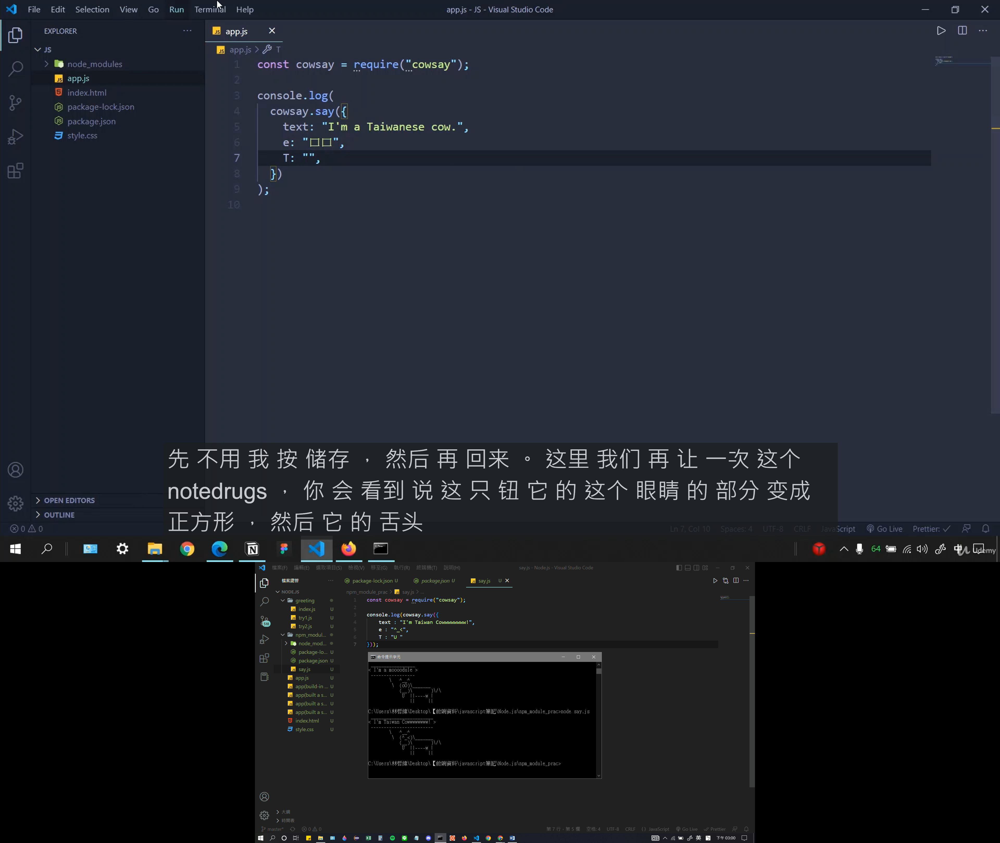 File Edit Selection View Go Run Terminal Help app.js - JS - Visual Studio Code
EXPLORER
JS
node_modules
app.js
index.html
package-lock.json
package.json
style.css
OPEN EDITORS
OUTLINE
app.js
app.js > T
1 const cowsay = require("cowsay");
2
3 console.log(
4 cowsay.say({
5 text: "I'm a Taiwanese cow.",
6 e: "口口",
7 T: "",
8 })
9 );
10
先 不用 我 按 储存 ， 然后 再 回来 。 这里 我们 再 让 一次 这个
notedrugs ， 你 会 看到 说 这 只 钮 它 的 这个 眼睛 的 部分 变成
正方形 ， 然后 它 的 舌头
0 0 Ln 7, Col 10 Spaces: 4 UTF-8 CRLF JavaScript Go Live Prettier: ✓
64 中 Udemy
檔案(F) 編輯(E) 選取項目(S) 檢視(V) 移至(G) 執行(R) 終端機(T) 說明(H) say.js - Node.js - Visual Studio Code
檔案總管
NODE.JS
greeting
index.js U
try1.js U
try2.js U
npm_modul...
node_mod...
package-lo... U
package.json U
say.js U
app.js U
app(build-in ... U
app(built a s... U
app(built a s... U
app(built a s... U
index.html U
style.css U
518
大綱
時間表
package-lock.json U package.json U say.js U
npm_module_prac > say.js > ...
1 const cowsay = require("cowsay");
2
3 console.log(cowsay.say({
4 text : "I'm Taiwan Cowwwwwwww!",
5 e : "^_<",
6 T : "U "
7 }));
命令提示字元
 _________________
< I'm a moooodule >
 -----------------
        \   ^__^
         \  (oO)\_______
            (__)\       )\/\
             U  ||----w |
                ||     ||
C:\Users\林哲緯\Desktop\【前端資料\javascript筆記\Node.js\npm_module_prac>node say.js
 ________________________
< I'm Taiwan Cowwwwwwww! >
 ------------------------
        \   ^__^
         \  (^_<)\_______
            (__)\       )\/\
             U  ||----w |
                ||     ||
C:\Users\林哲緯\Desktop\【前端資料\javascript筆記\Node.js\npm_module_prac>
master* 0 0 第 7 行，第 5 欄 空格: 4 UTF-8 CRLF {} JavaScript Go Live Prettier
英 下午 03:00